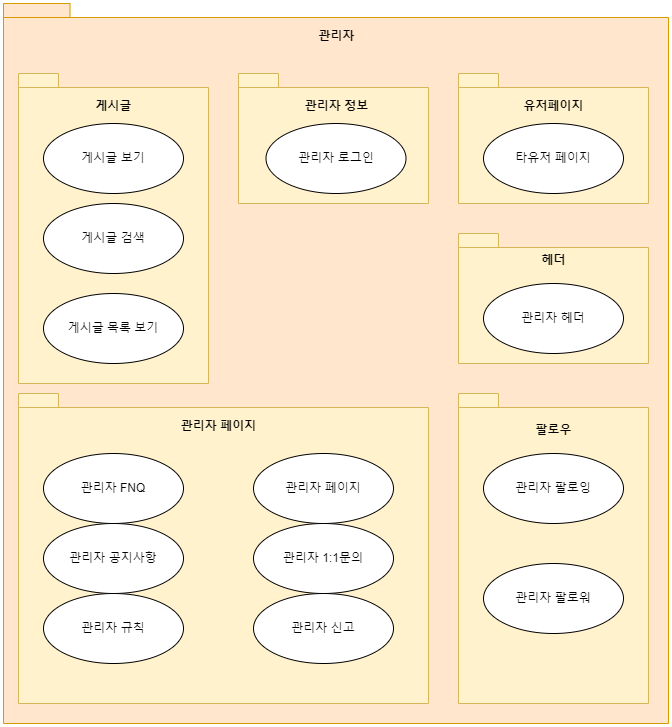 관리자
게시글
게시글 보기
게시글 검색
게시글 목록 보기
관리자 정보
관리자 로그인
유저페이지
타유저 페이지
헤더
관리자 헤더
관리자 페이지
관리자 FNQ
관리자 페이지
관리자 공지사항
관리자 1:1문의
관리자 규칙
관리자 신고
팔로우
관리자 팔로잉
관리자 팔로워